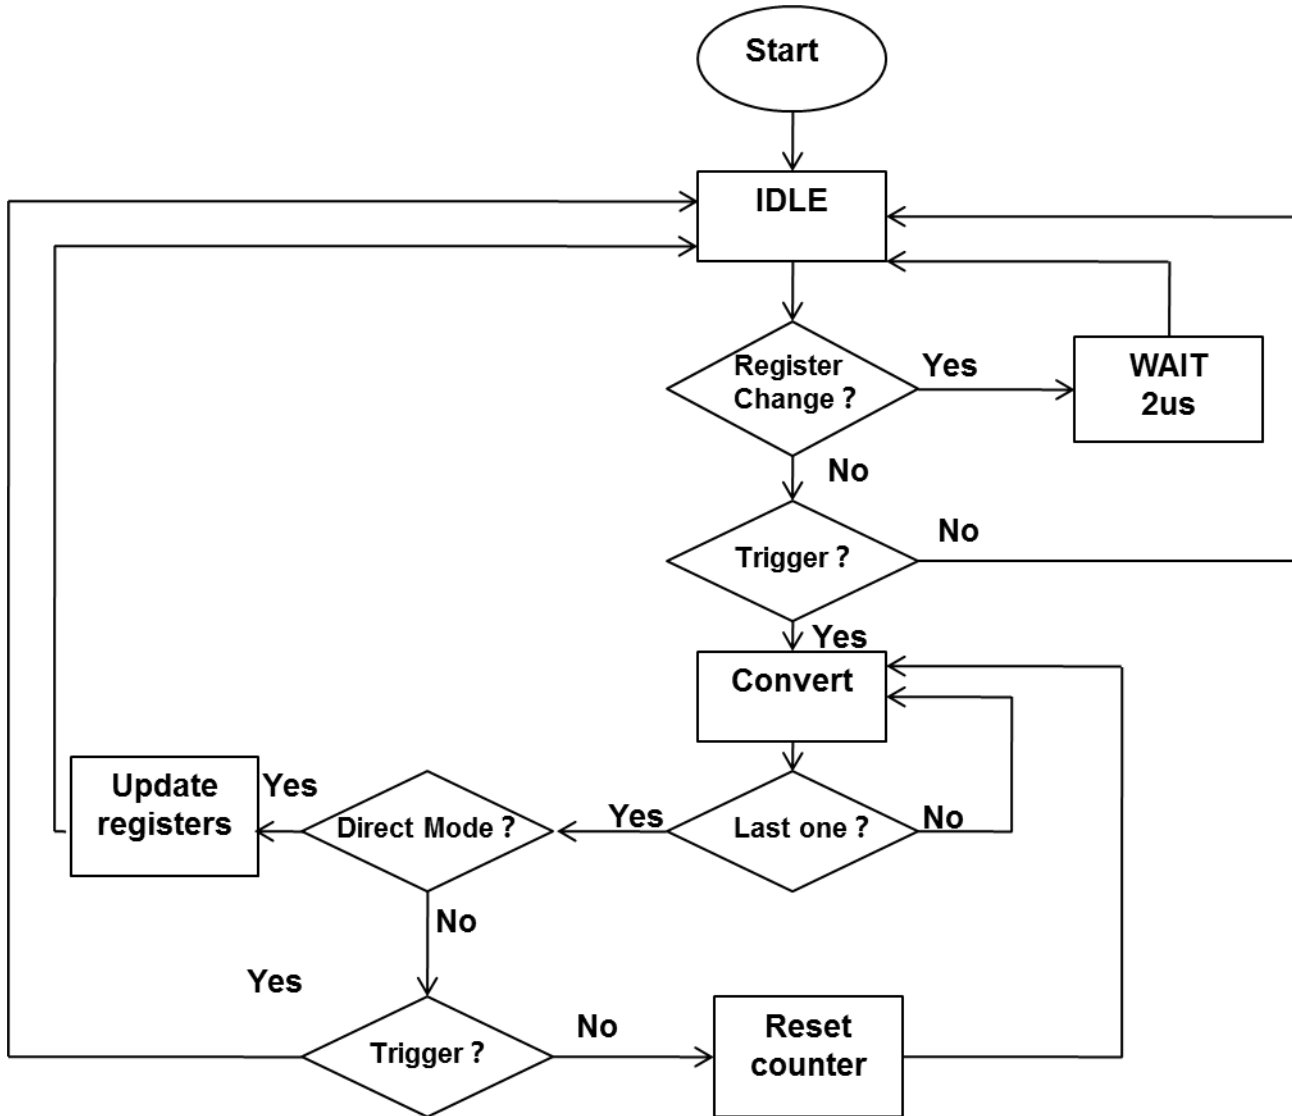 Start
IDLE
Register
Change ?
Yes
WAIT
2us
No
Trigger ?
No
Yes
Convert
Update
registers
Yes
Direct Mode ?
Yes
Last one ?
No
No
Yes
Trigger ?
No
Reset
counter